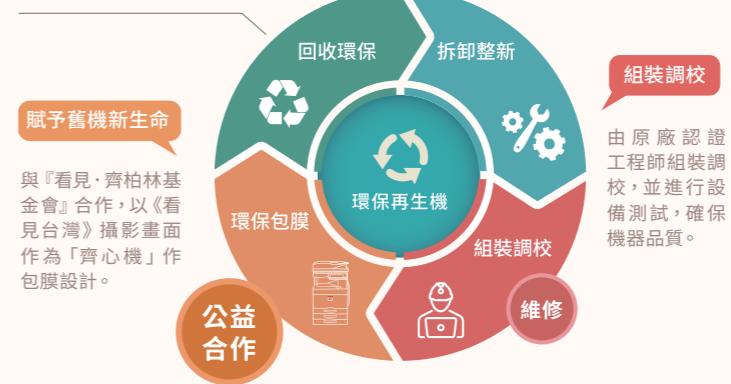 回收環保
拆卸整新
組裝調校
由原廠認證
工程師組裝調
校，並進行設
備測試，確保
機器品質。
賦予舊機新生命
與『看見·齊柏林基
金會』合作，以《看
見台灣》攝影畫面
作為「齊心機」作
包膜設計。
環保再生機
環保包膜
組裝調校
維修
公益
合作